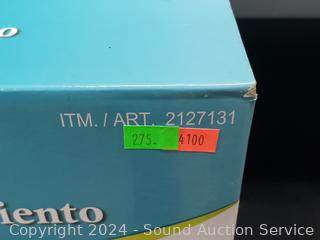 o
ITM. / ART. 2127131
275. 4100
iento
Copyright © 2024 - Sound Auction Service